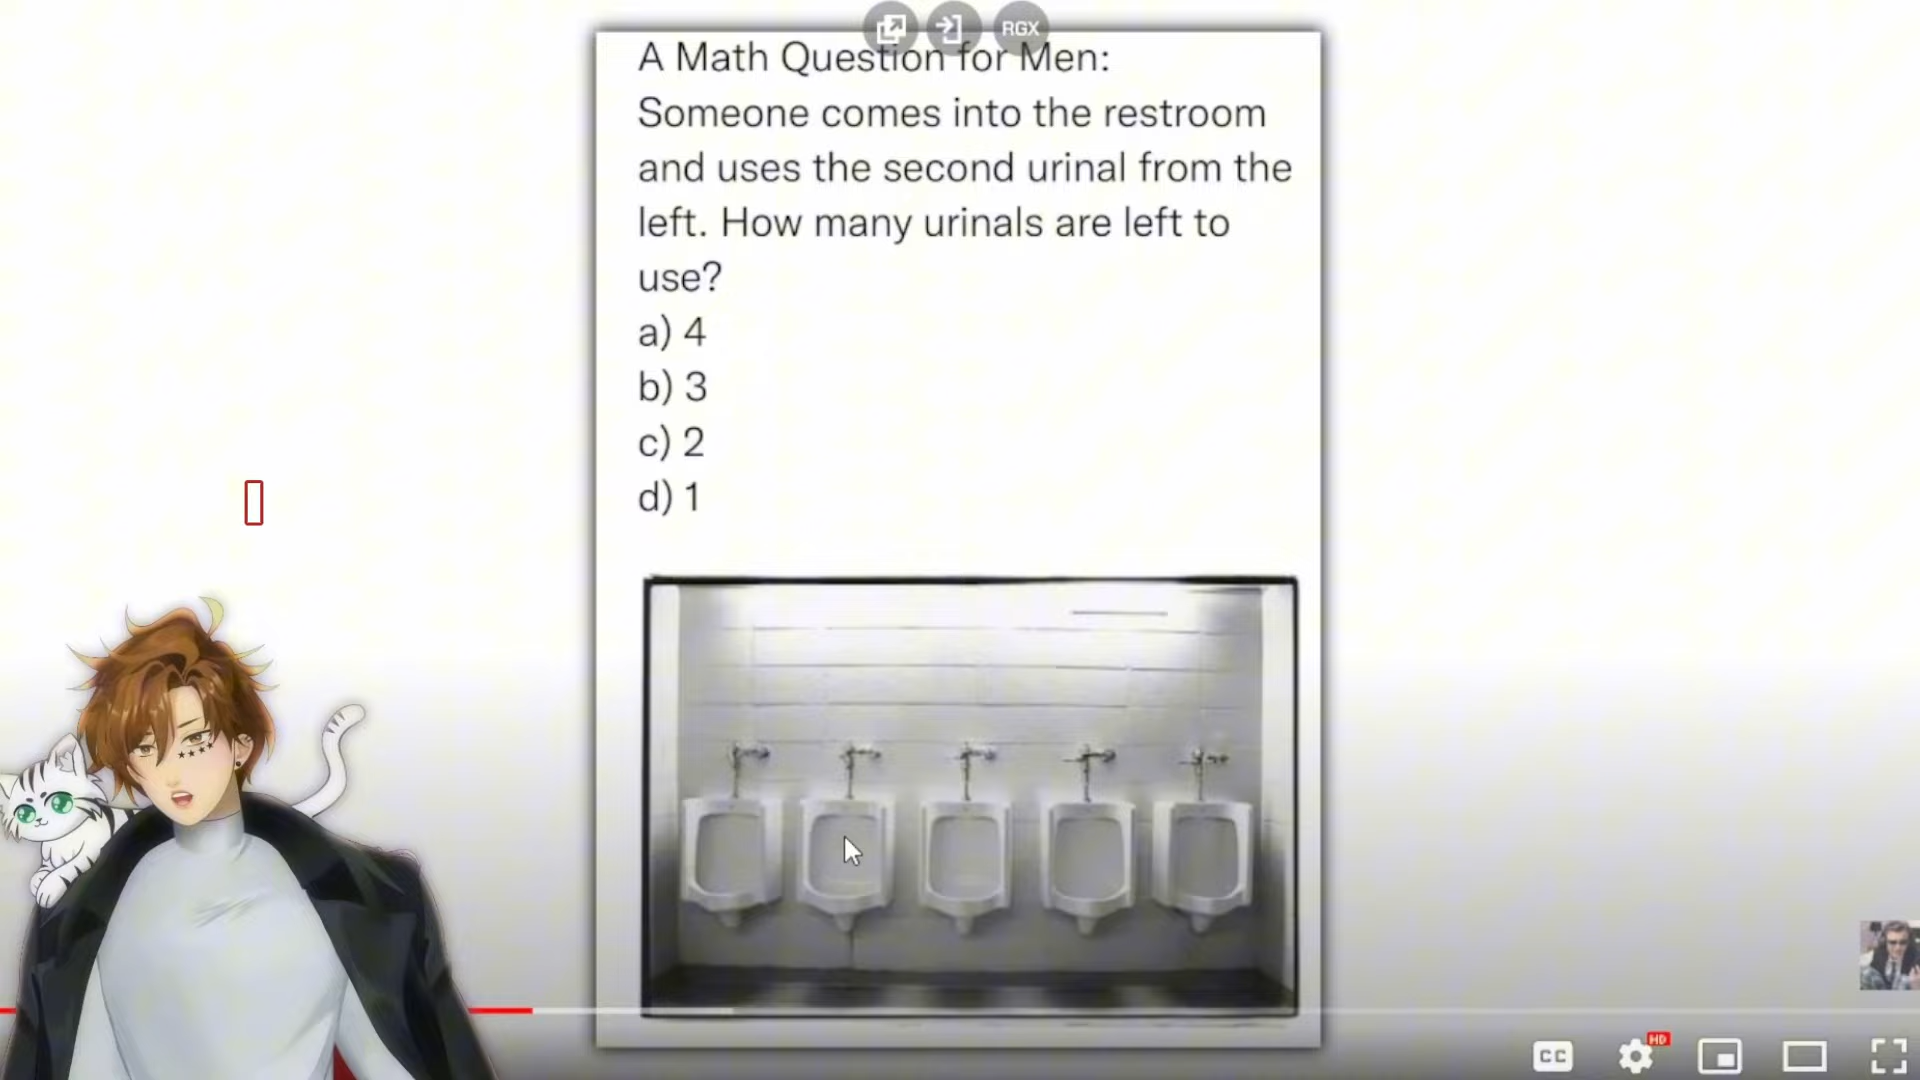 RGX
A Math Question for Men:
Someone comes into the restroom
and uses the second urinal from the
left. How many urinals are left to
use?
a) 4
b) 3
c) 2
d) 1
HD
CC